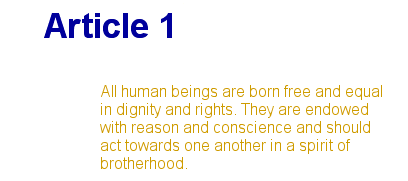 Article 1
All human beings are born free and equal
in dignity and rights. They are endowed
with reason and conscience and should
act towards one another in a spirit of
brotherhood.